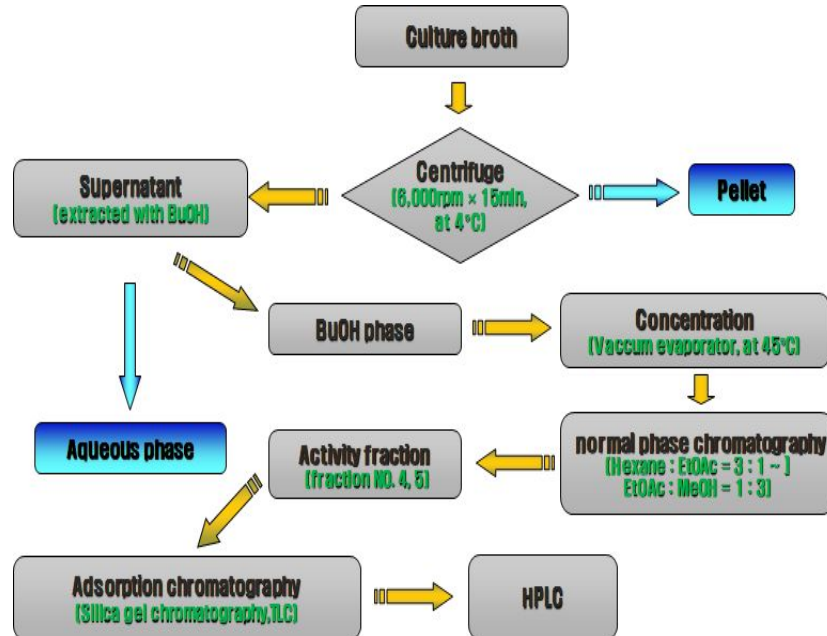 Culture broth
Centrifuge
(6,000rpm × 15min,
at 4°C)
Pellet
Supernatant
(extracted with BuOH)
BuOH phase
Concentration
(Vaccum evaporator, at 45°C)
Aqueous phase
Activity fraction
(fraction NO. 4, 5)
normal phase chromatography
(Hexane : EtOAc = 3 : 1 ~ )
EtOAc : MeOH = 1 : 3)
Adsorption chromatography
(Silica gel chromatography,TLC)
HPLC